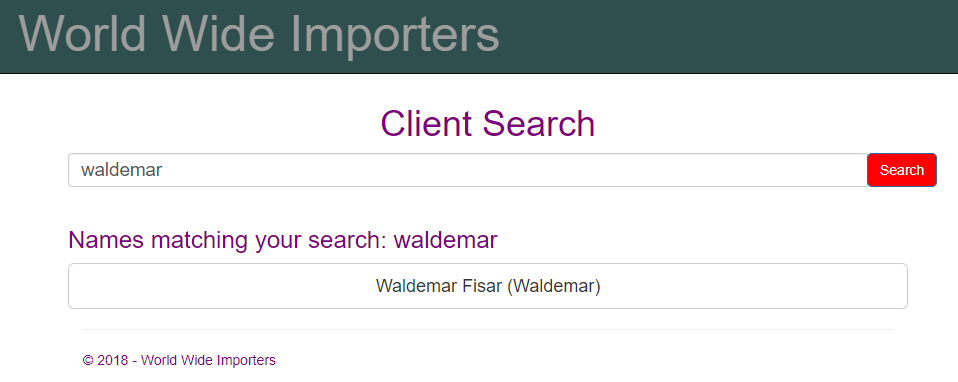 World Wide Importers
Client Search
waldemar
Search
Names matching your search: waldemar
Waldemar Fisar (Waldemar)
© 2018 - World Wide Importers